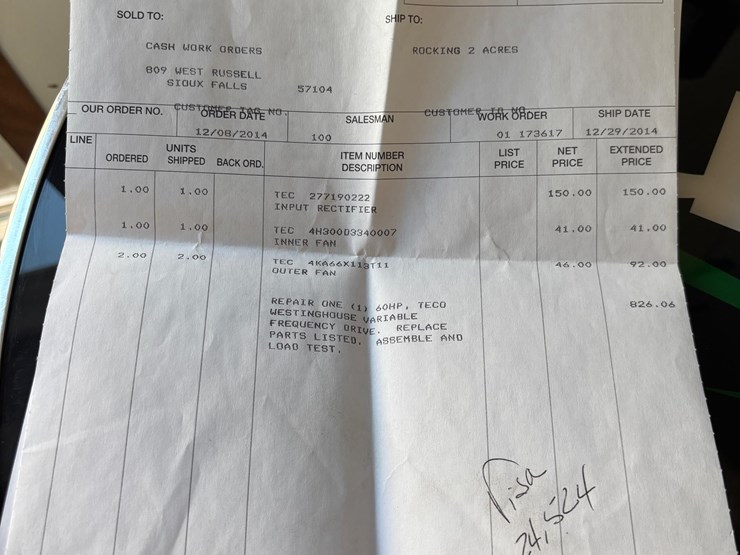 SOLD TO:
SHIP TO:
CASH WORK ORDERS
ROCKING 2 ACRES
809 WEST RUSSELL
SIOUX FALLS 57104
CUSTOMER TAG NO.
CUSTOMER ID NO.
OUR ORDER NO. ORDER DATE SALESMAN WORK ORDER SHIP DATE
12/08/2014 100 01 173617 12/29/2014
LINE UNITS ITEM NUMBER LIST NET EXTENDED
ORDERED SHIPPED BACK ORD. DESCRIPTION PRICE PRICE PRICE
1.00 1.00 TEC 277190222 150.00 150.00
INPUT RECTIFIER
1.00 1.00 TEC 4H300D3340007 41.00 41.00
INNER FAN
2.00 2.00 TEC 4KA66X113T11 46.00 92.00
OUTER FAN
REPAIR ONE (1) 60HP, TECO 826.06
WESTINGHOUSE VARIABLE
FREQUENCY DRIVE. REPLACE
PARTS LISTED, ASSEMBLE AND
LOAD TEST.
Visa